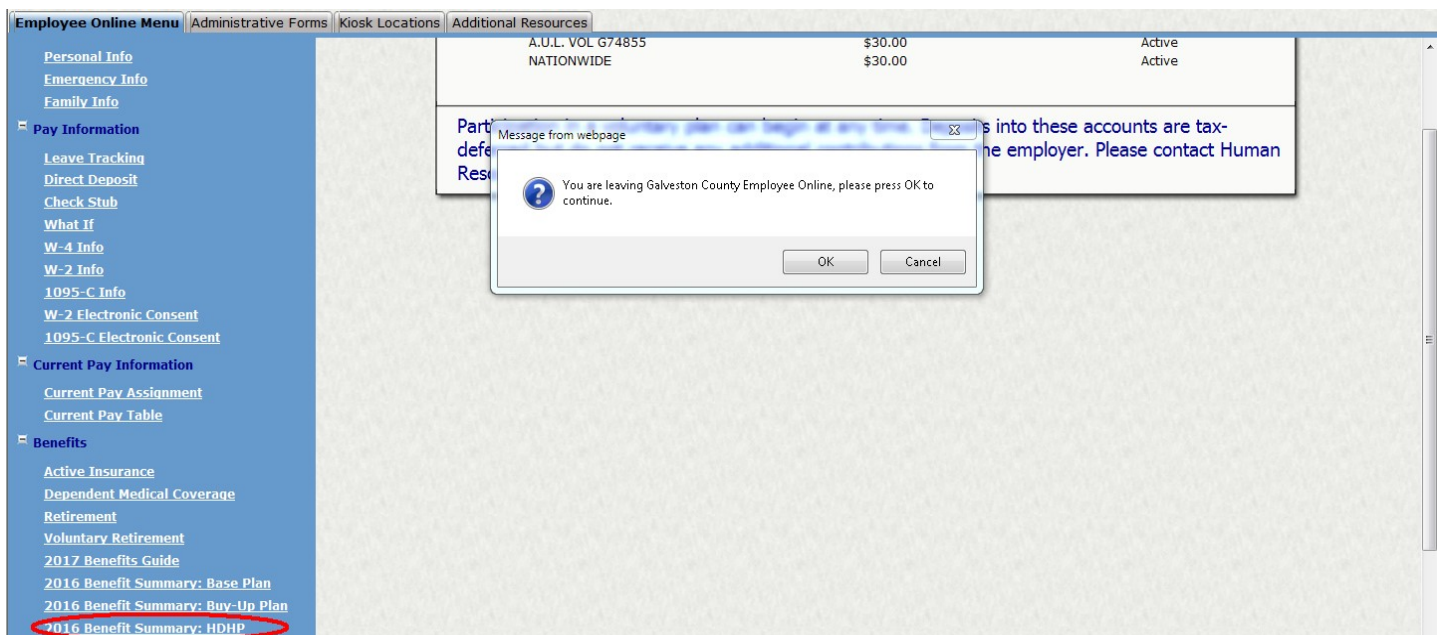 Employee Online Menu Administrative Forms Kiosk Locations Additional Resources
Personal Info
Emergency Info
Family Info
Pay Information
Leave Tracking
Direct Deposit
Check Stub
What If
W-4 Info
W-2 Info
1095-C Info
W-2 Electronic Consent
1095-C Electronic Consent
Current Pay Information
Current Pay Assignment
Current Pay Table
Benefits
Active Insurance
Dependent Medical Coverage
Retirement
Voluntary Retirement
2017 Benefits Guide
2016 Benefit Summary: Base Plan
2016 Benefit Summary: Buy-Up Plan
2016 Benefit Summary: HDHP
A.U.L. VOL G74855 $30.00 Active
NATIONWIDE $30.00 Active
into these accounts are tax-
employer. Please contact Human
Message from webpage
You are leaving Galveston County Employee Online, please press OK to
continue.
OK Cancel